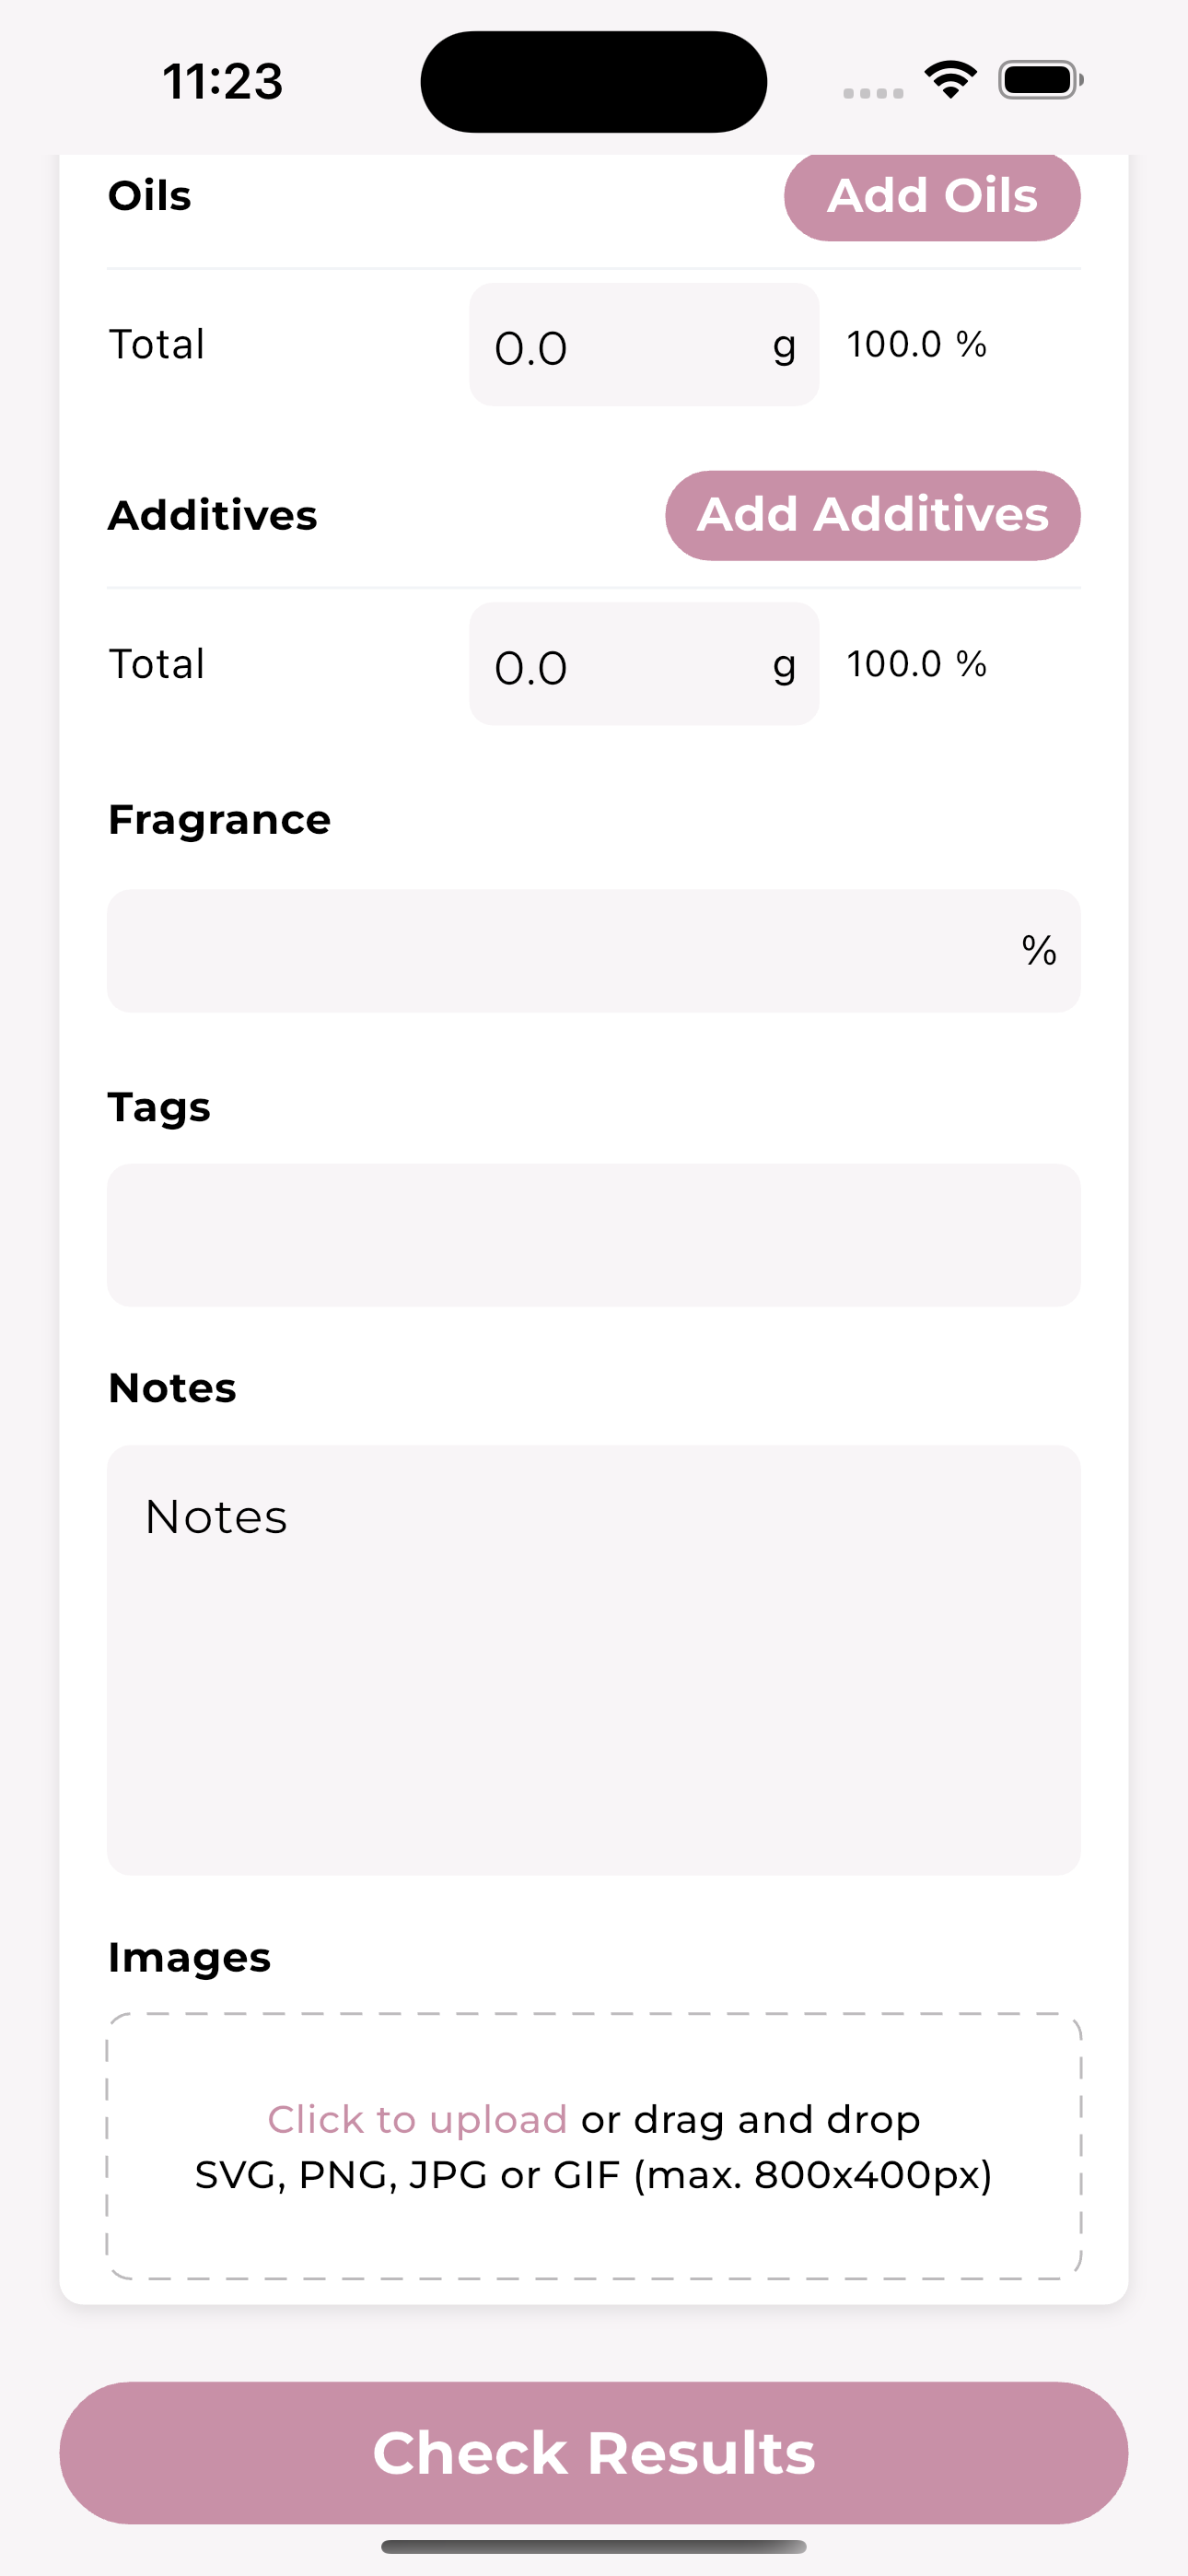 11:23
Oils
Add Oils
Total
0.0
g
100.0 %
Additives
Add Additives
Total
0.0
g
100.0 %
Fragrance
%
Tags
Notes
Notes
Images
Click to upload or drag and drop
SVG, PNG, JPG or GIF (max. 800x400px)
Check Results